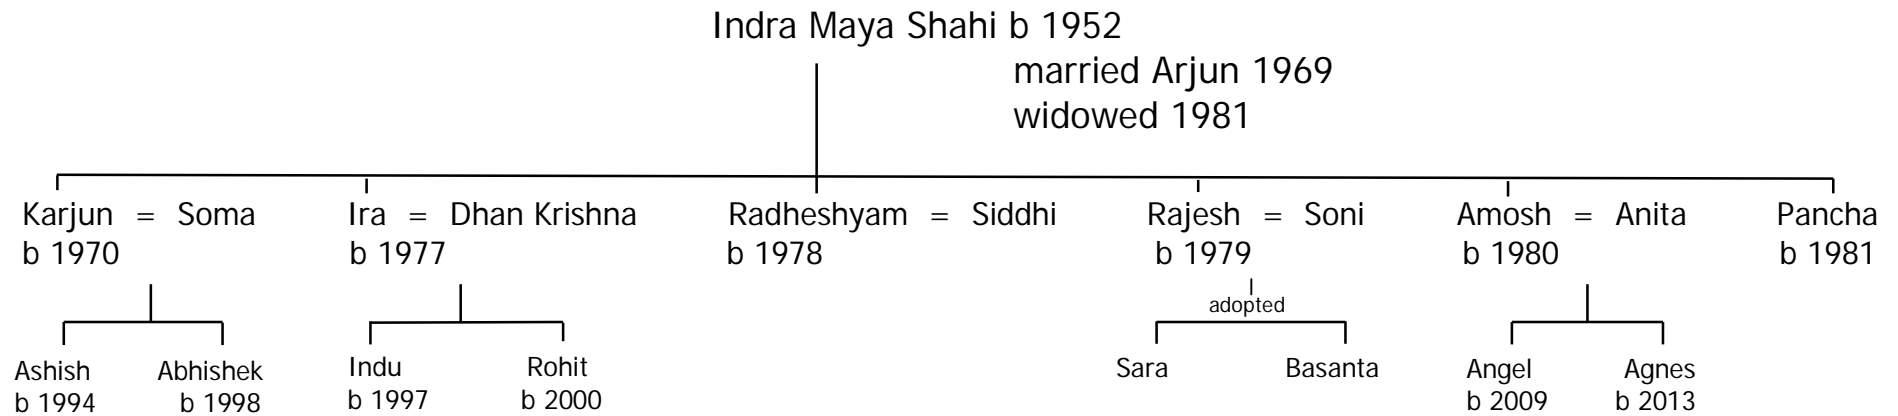 Indra Maya Shahi b 1952
married Arjun 1969
widowed 1981
Karjun = Soma Ira = Dhan Krishna Radheshyam = Siddhi Rajesh = Soni Amosh = Anita Pancha
b 1970 b 1977 b 1978 b 1979 b 1980 b 1981
adopted
Ashish Abhishek Indu Rohit Sara Basanta Angel Agnes
b 1994 b 1998 b 1997 b 2000 b 2009 b 2013